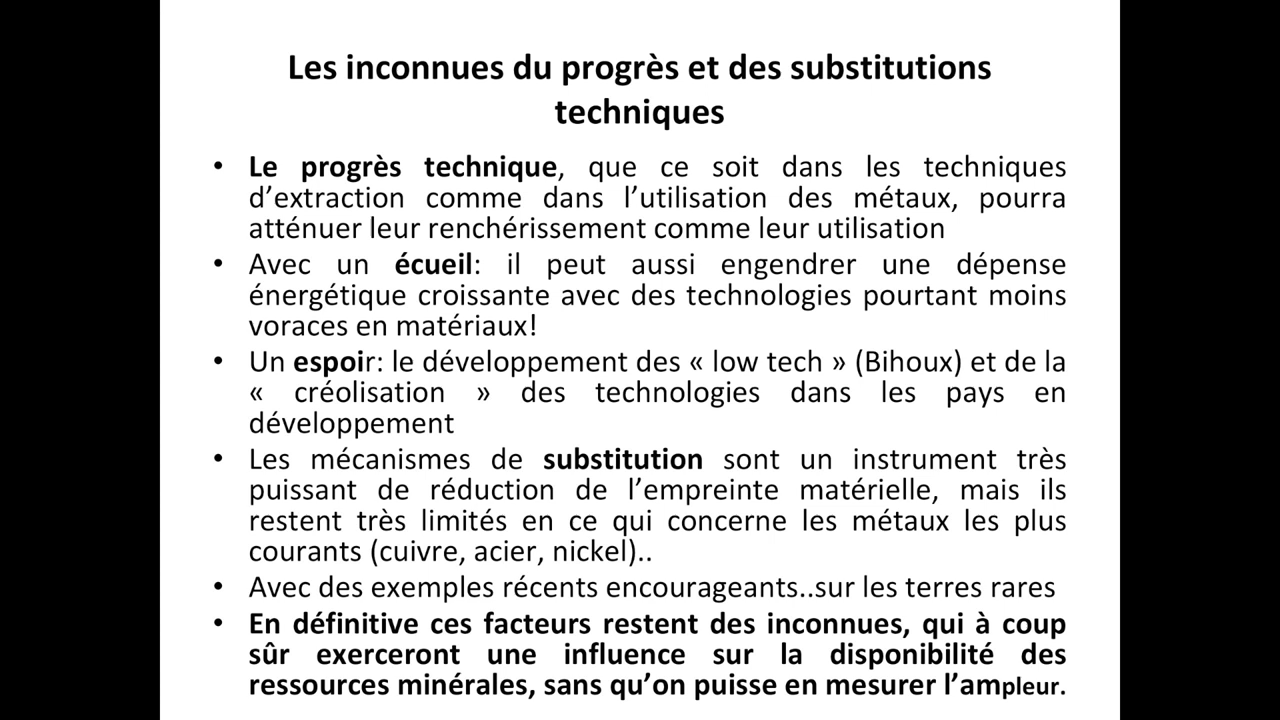 Les inconnues du progrès et des substitutions
techniques
• Le progrès technique, que ce soit dans les techniques
d’extraction comme dans l’utilisation des métaux, pourra
atténuer leur renchérissement comme leur utilisation
• Avec un écueil: il peut aussi engendrer une dépense
énergétique croissante avec des technologies pourtant moins
voraces en matériaux!
• Un espoir: le développement des « low tech » (Bihoux) et de la
« créolisation » des technologies dans les pays en
développement
• Les mécanismes de substitution sont un instrument très
puissant de réduction de l’empreinte matérielle, mais ils
restent très limités en ce qui concerne les métaux les plus
courants (cuivre, acier, nickel)..
• Avec des exemples récents encourageants..sur les terres rares
• En définitive ces facteurs restent des inconnues, qui à coup
sûr exerceront une influence sur la disponibilité des
ressources minérales, sans qu’on puisse en mesurer l’ampleur.